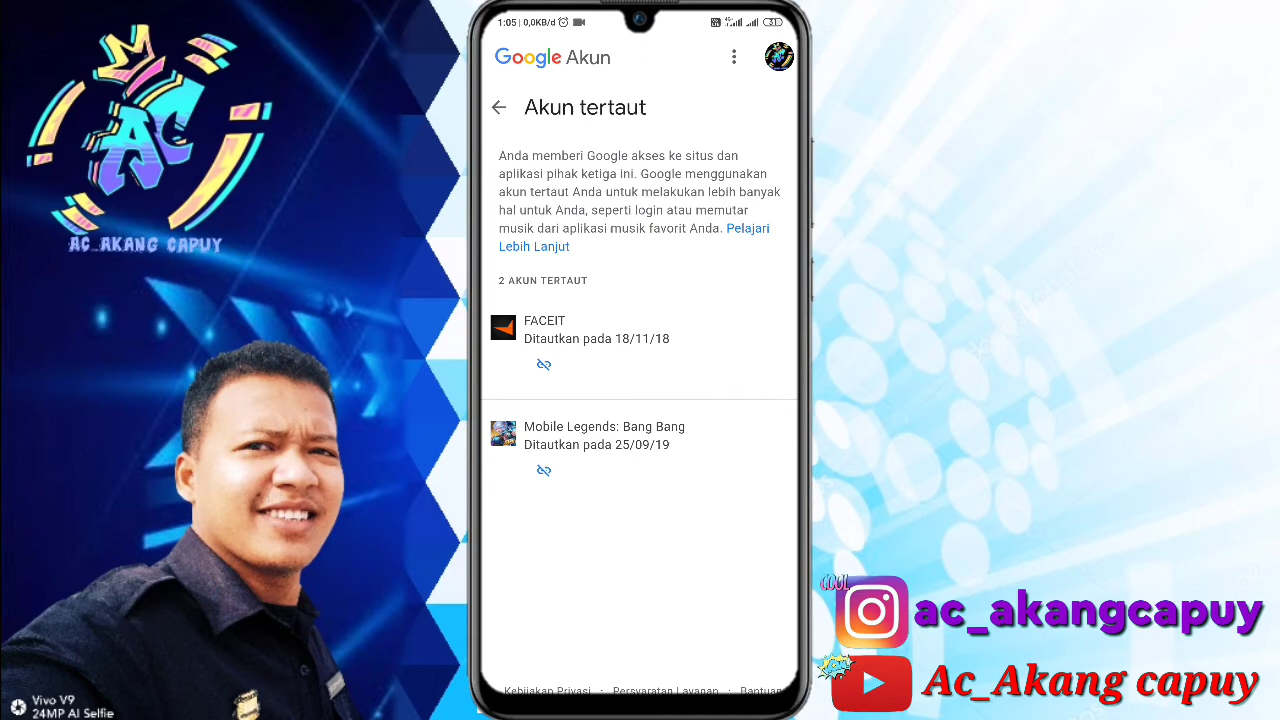 AC
AC_AKANG CAPUY
1:05 | 0,0KB/d
Google Akun
Akun tertaut
Anda memberi Google akses ke situs dan
aplikasi pihak ketiga ini. Google menggunakan
akun tertaut Anda untuk melakukan lebih banyak
hal untuk Anda, seperti login atau memutar
musik dari aplikasi musik favorit Anda. Pelajari
Lebih Lanjut
2 AKUN TERTAUT
FACEIT
Ditautkan pada 18/11/18
Mobile Legends: Bang Bang
Ditautkan pada 25/09/19
Kebijakan Privasi · Persyaratan Layanan · Bantuan
COOL
ac_akangcapuy
Ac_Akang capuy
Vivo V9
24MP AI Selfie